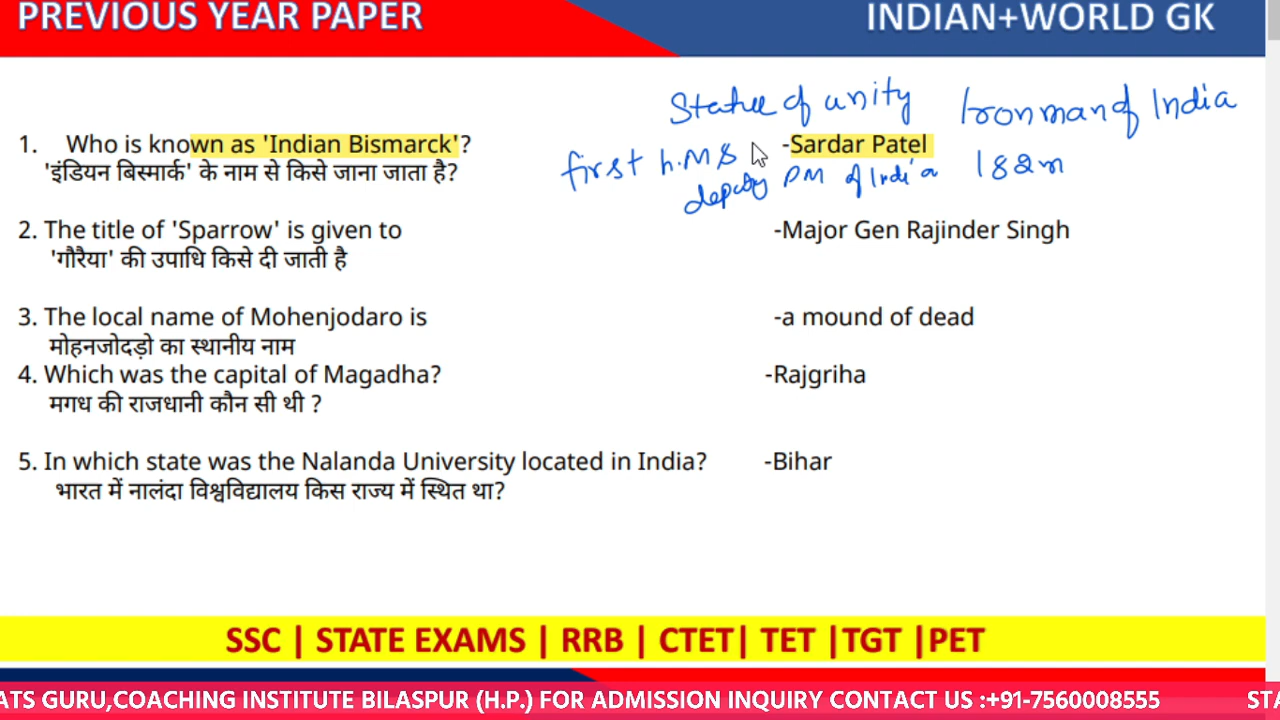 PREVIOUS YEAR PAPER
INDIAN+WORLD GK
Statue of unity Iron man of India
1. Who is known as 'Indian Bismarck'? -Sardar Patel
first h.M & 182m
'इंडियन बिस्मार्क' के नाम से किसे जाना जाता है?
deputy PM of India
2. The title of 'Sparrow' is given to -Major Gen Rajinder Singh
'गौरैया' की उपाधि किसे दी जाती है
3. The local name of Mohenjodaro is -a mound of dead
मोहनजोदड़ो का स्थानीय नाम
4. Which was the capital of Magadha? -Rajgriha
मगध की राजधानी कौन सी थी ?
5. In which state was the Nalanda University located in India? -Bihar
भारत में नालंदा विश्वविद्यालय किस राज्य में स्थित था?
SSC | STATE EXAMS | RRB | CTET| TET |TGT |PET
ATS GURU,COACHING INSTITUTE BILASPUR (H.P.) FOR ADMISSION INQUIRY CONTACT US :+91-7560008555 STA